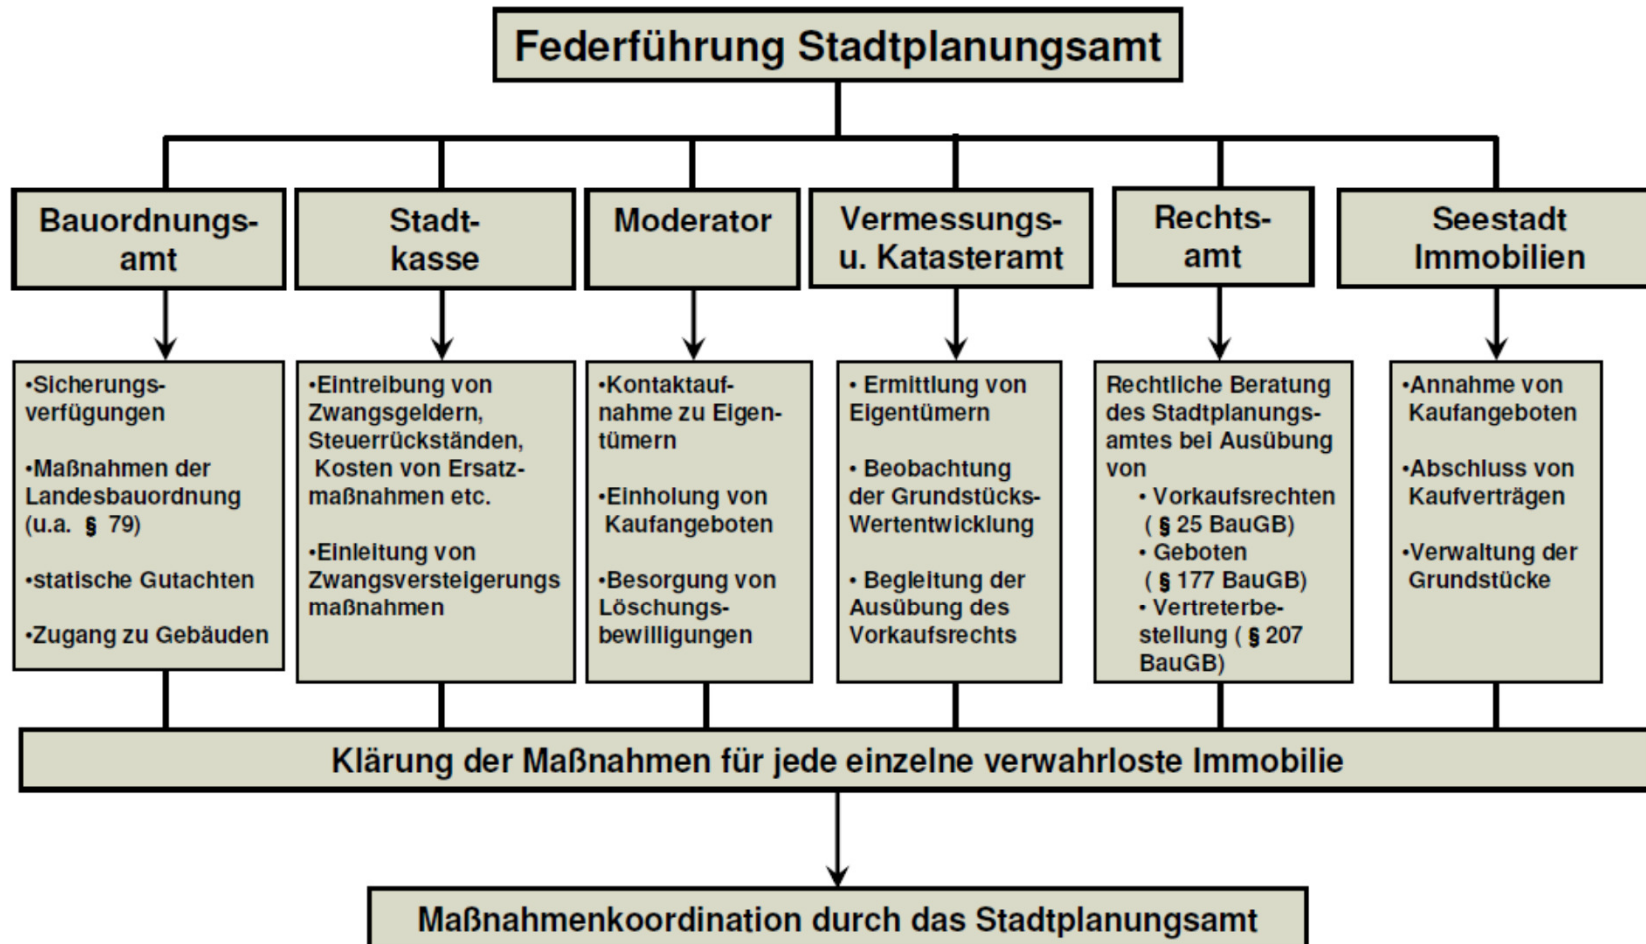 Federführung Stadtplanungsamt
Bauordnungs-
amt
Stadt-
kasse
Moderator
Vermessungs-
u. Katasteramt
Rechts-
amt
Seestadt
Immobilien
•Sicherungs-
verfügungen
•Maßnahmen der
Landesbauordnung
(u.a. § 79)
•statische Gutachten
•Zugang zu Gebäuden
•Eintreibung von
Zwangsgeldern,
Steuerrückständen,
Kosten von Ersatz-
maßnahmen etc.
•Einleitung von
Zwangsversteigerungs
maßnahmen
•Kontaktauf-
nahme zu Eigen-
tümern
•Einholung von
Kaufangeboten
•Besorgung von
Löschungs-
bewilligungen
• Ermittlung von
Eigentümern
• Beobachtung
der Grundstücks-
Wertentwicklung
• Begleitung der
Ausübung des
Vorkaufsrechts
Rechtliche Beratung
des Stadtplanungs-
amtes bei Ausübung
von
• Vorkaufsrechten
( § 25 BauGB)
• Geboten
( § 177 BauGB)
• Vertreterbe-
stellung ( § 207
BauGB)
•Annahme von
Kaufangeboten
•Abschluss von
Kaufverträgen
•Verwaltung der
Grundstücke
Klärung der Maßnahmen für jede einzelne verwahrloste Immobilie
Maßnahmenkoordination durch das Stadtplanungsamt